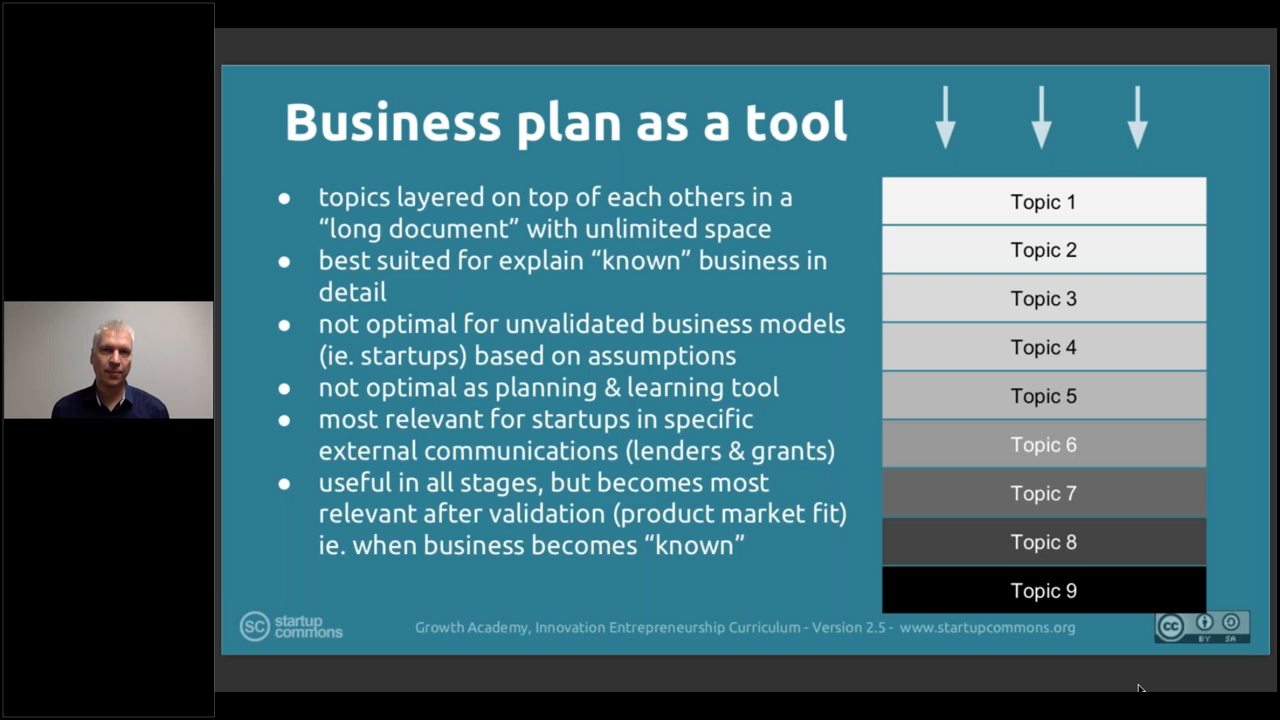 Business plan as a tool
● topics layered on top of each others in a
“long document” with unlimited space
● best suited for explain “known” business in
detail
● not optimal for unvalidated business models
(ie. startups) based on assumptions
● not optimal as planning & learning tool
● most relevant for startups in specific
external communications (lenders & grants)
● useful in all stages, but becomes most
relevant after validation (product market fit)
ie. when business becomes “known”
Topic 1
Topic 2
Topic 3
Topic 4
Topic 5
Topic 6
Topic 7
Topic 8
Topic 9
SC startup
commons
Growth Academy, Innovation Entrepreneurship Curriculum - Version 2.5 - www.startupcommons.org
cc
BY SA